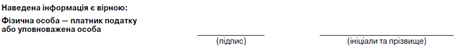 Наведена інформація є вірною:
Фізична особа — платник податку
або уповноважена особа
(підпис) (ініціали та прізвище)